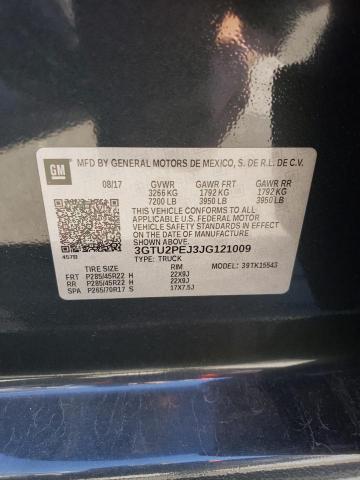 GM
MFD BY GENERAL MOTORS DE MEXICO, S. DE R.L. DE C.V.
08/17 GVWR GAWR FRT GAWR RR
3266 KG 1792 KG 1792 KG
7200 LB 3950 LB 3950 LB
THIS VEHICLE CONFORMS TO ALL APPLICABLE
U.S. FEDERAL MOTOR VEHICLE SAFETY
STANDARDS IN EFFECT ON THE DATE OF
MANUFACTURE SHOWN ABOVE.
3GTU2PEJ3JG121009
457B TYPE: TRUCK
TIRE SIZE RIM MODEL: 39TK15543
FRT P285/45R22 H 22X9J
RR P285/45R22 H 22X9J
SPA P265/70R17 S 17X7.5J